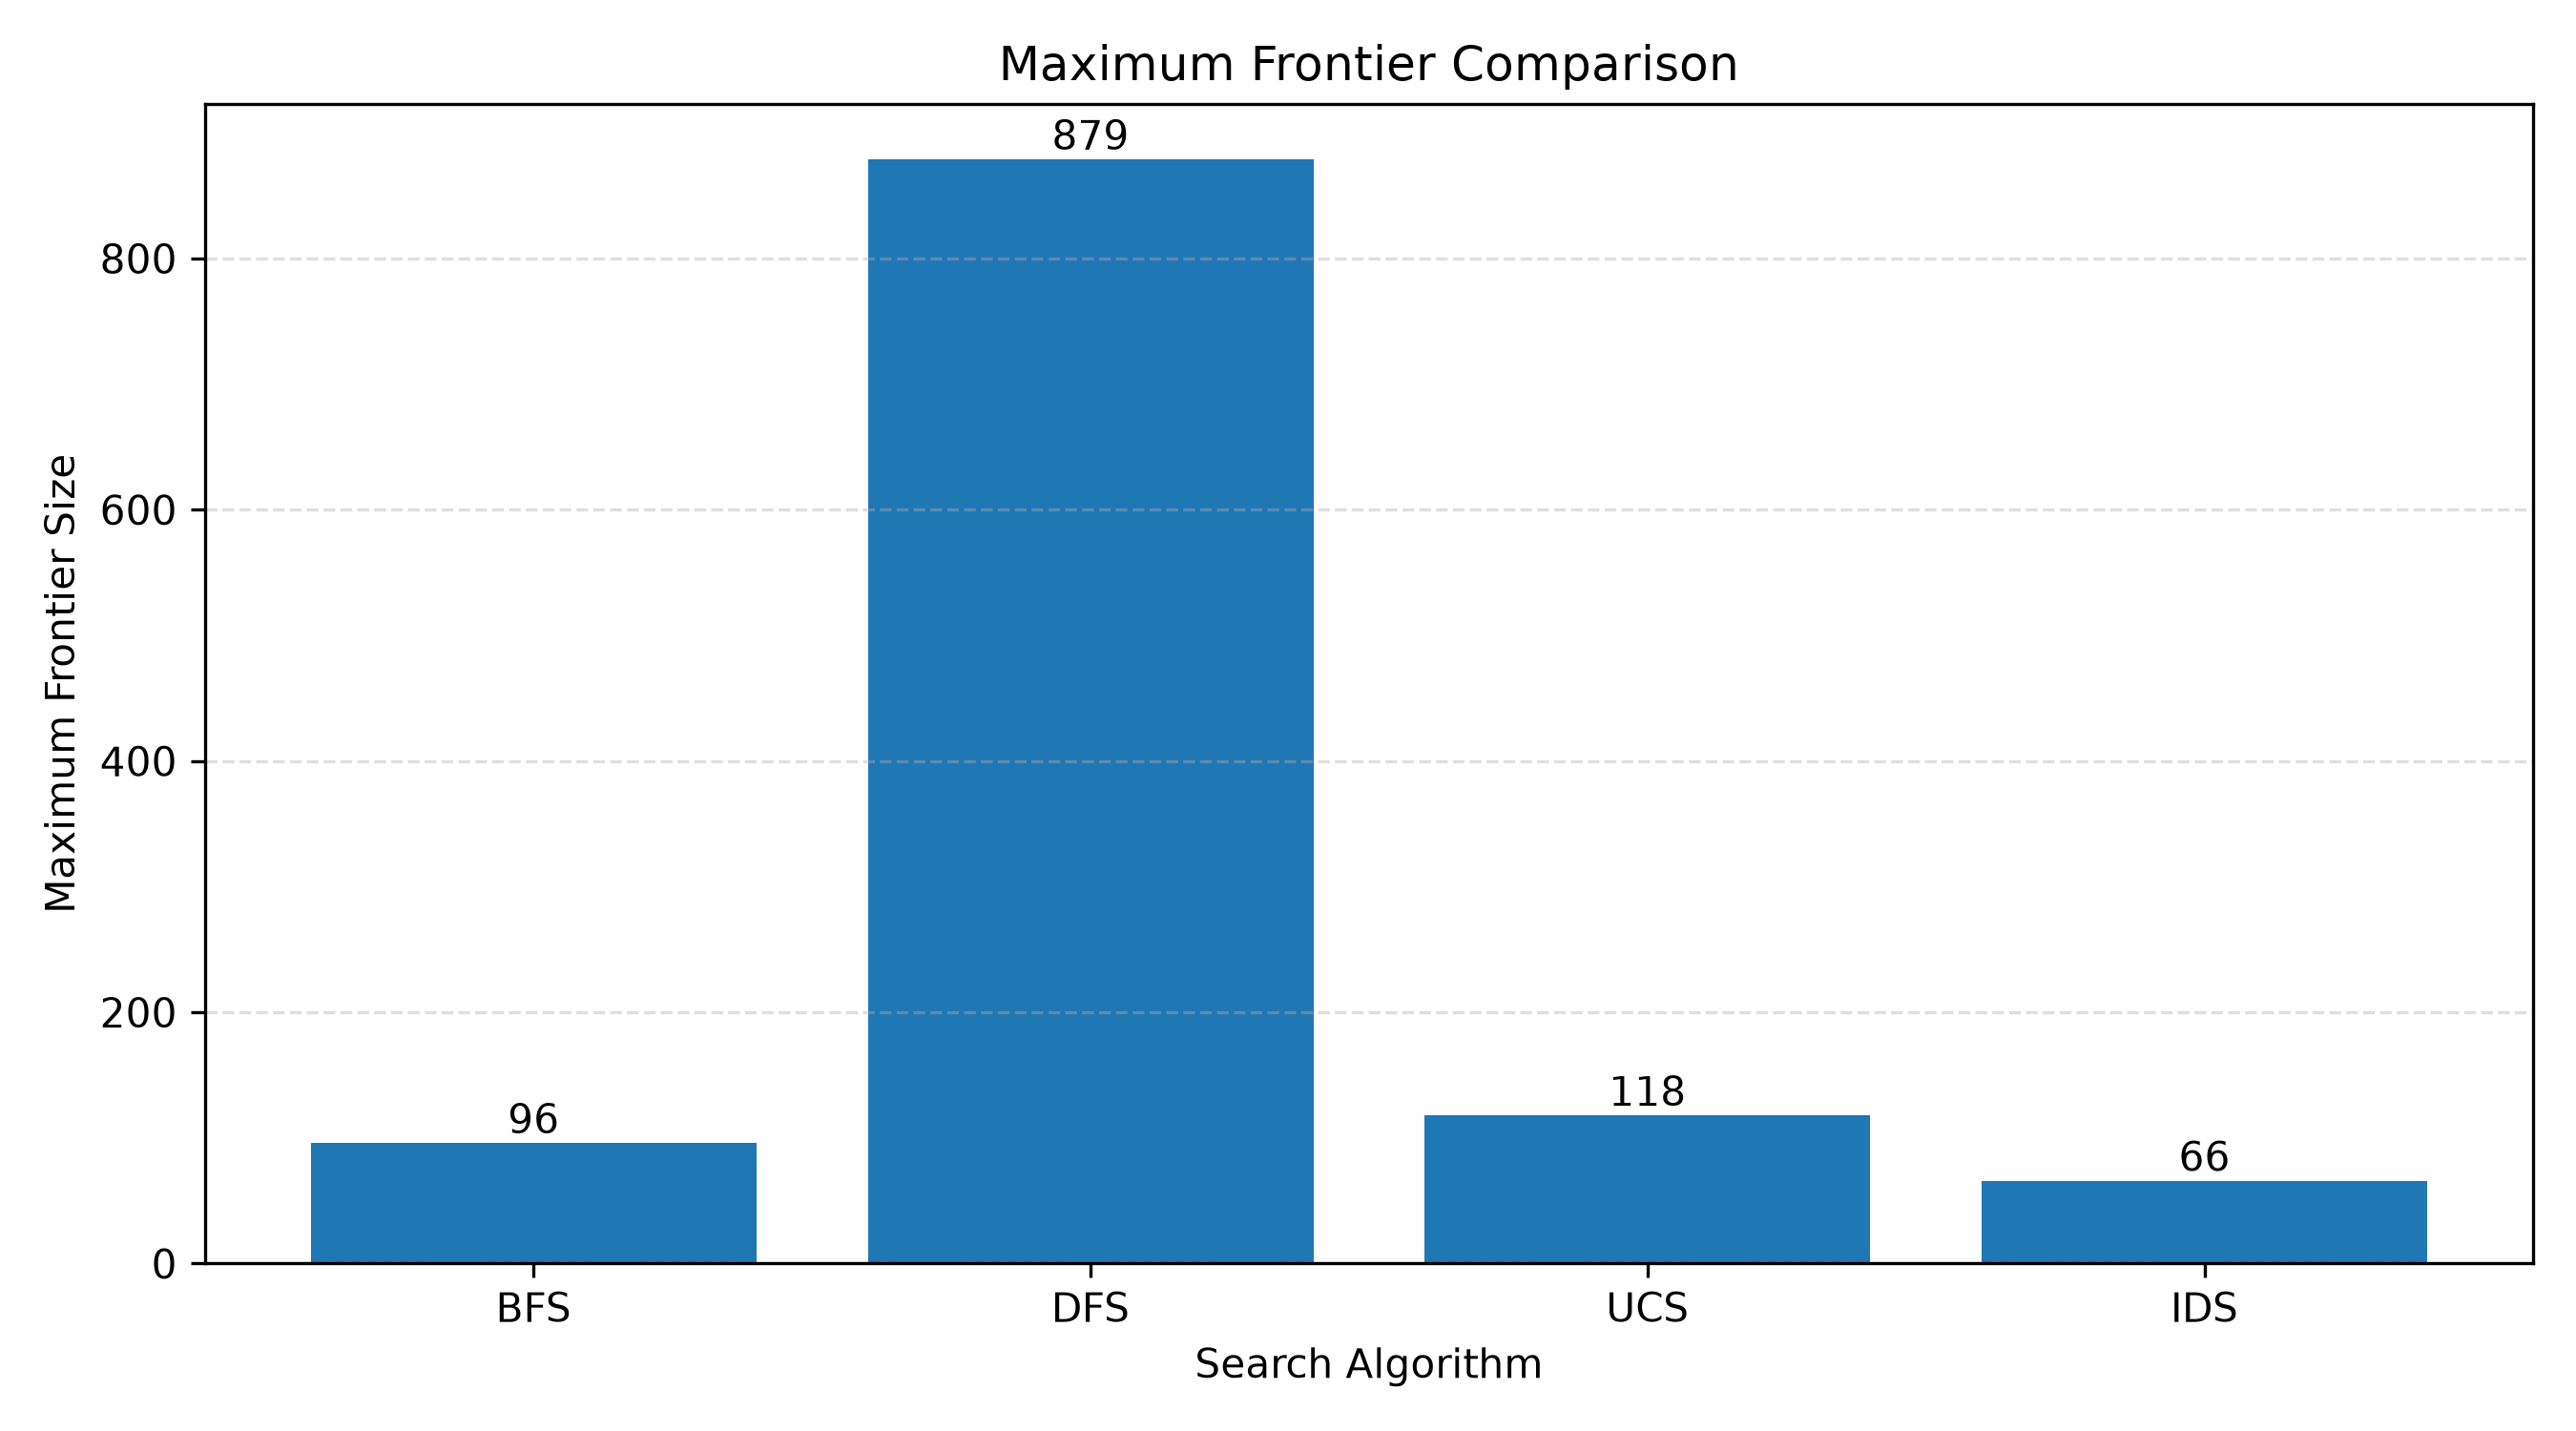 Maximum Frontier Comparison
Maximum Frontier Size
800
600
400
200
0
96
879
118
66
BFS
DFS
UCS
IDS
Search Algorithm